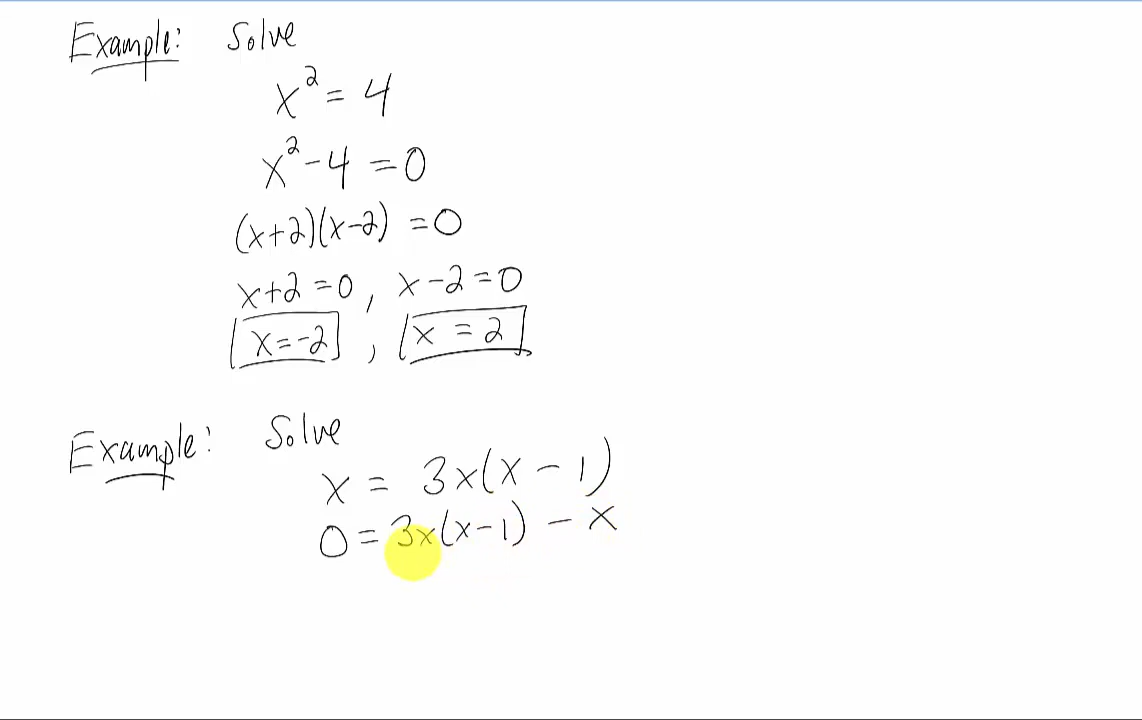 Example: Solve
x² = 4
x² - 4 = 0
(x+2)(x-2) = 0
x+2 = 0, x-2 = 0
x = -2, x = 2
Example: Solve
x = 3x(x - 1)
0 = 3x(x-1) - x